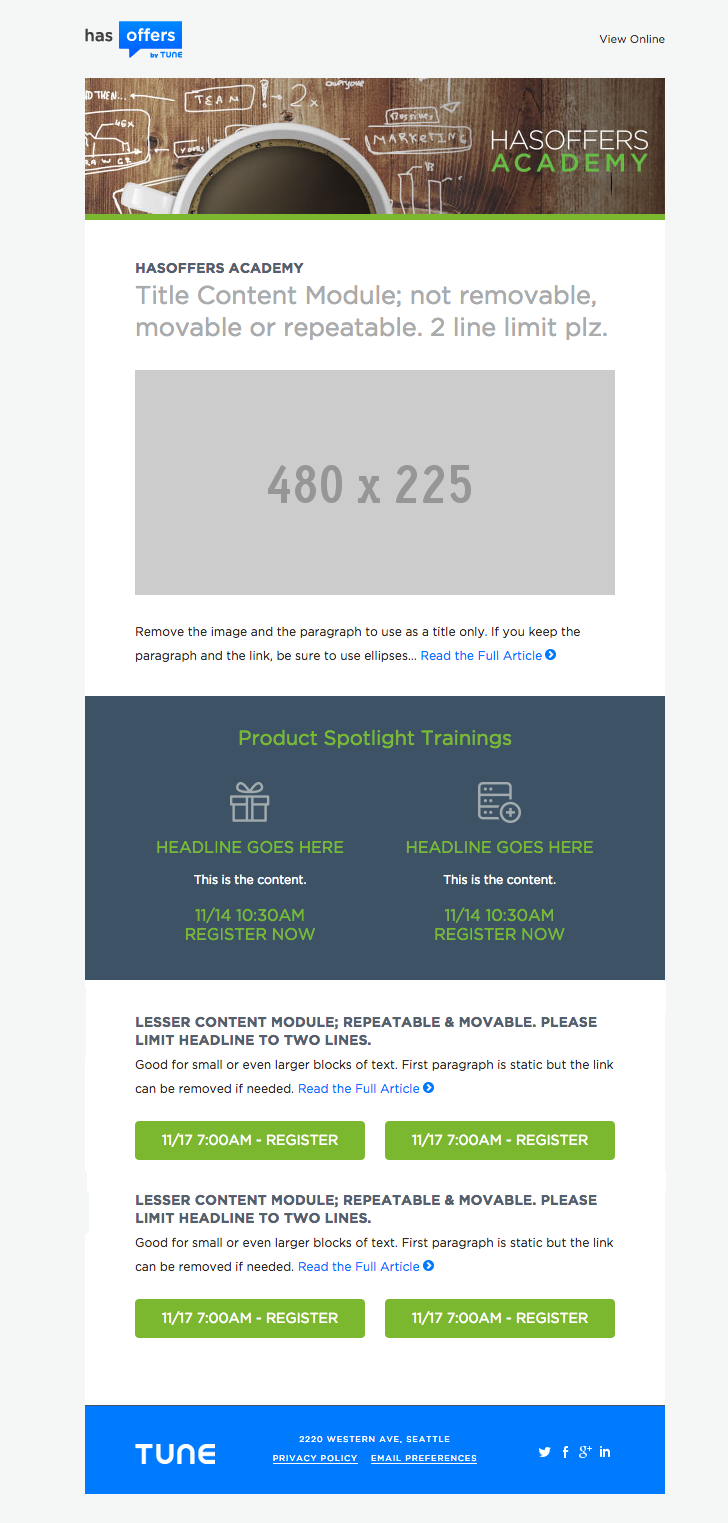 has offers
by TUNE
View Online
D THEN...
TEAM
! → 2x
everyone
46x
yours
Possible
MARKETING
HASOFFERS
ACADEMY
HASOFFERS ACADEMY
Title Content Module; not removable,
movable or repeatable. 2 line limit plz.
480 x 225
Remove the image and the paragraph to use as a title only. If you keep the
paragraph and the link, be sure to use ellipses... Read the Full Article
Product Spotlight Trainings
HEADLINE GOES HERE
This is the content.
11/14 10:30AM
REGISTER NOW
HEADLINE GOES HERE
This is the content.
11/14 10:30AM
REGISTER NOW
LESSER CONTENT MODULE; REPEATABLE & MOVABLE. PLEASE
LIMIT HEADLINE TO TWO LINES.
Good for small or even larger blocks of text. First paragraph is static but the link
can be removed if needed. Read the Full Article
11/17 7:00AM - REGISTER
11/17 7:00AM - REGISTER
LESSER CONTENT MODULE; REPEATABLE & MOVABLE. PLEASE
LIMIT HEADLINE TO TWO LINES.
Good for small or even larger blocks of text. First paragraph is static but the link
can be removed if needed. Read the Full Article
11/17 7:00AM - REGISTER
11/17 7:00AM - REGISTER
TUNE
2220 WESTERN AVE, SEATTLE
PRIVACY POLICY EMAIL PREFERENCES